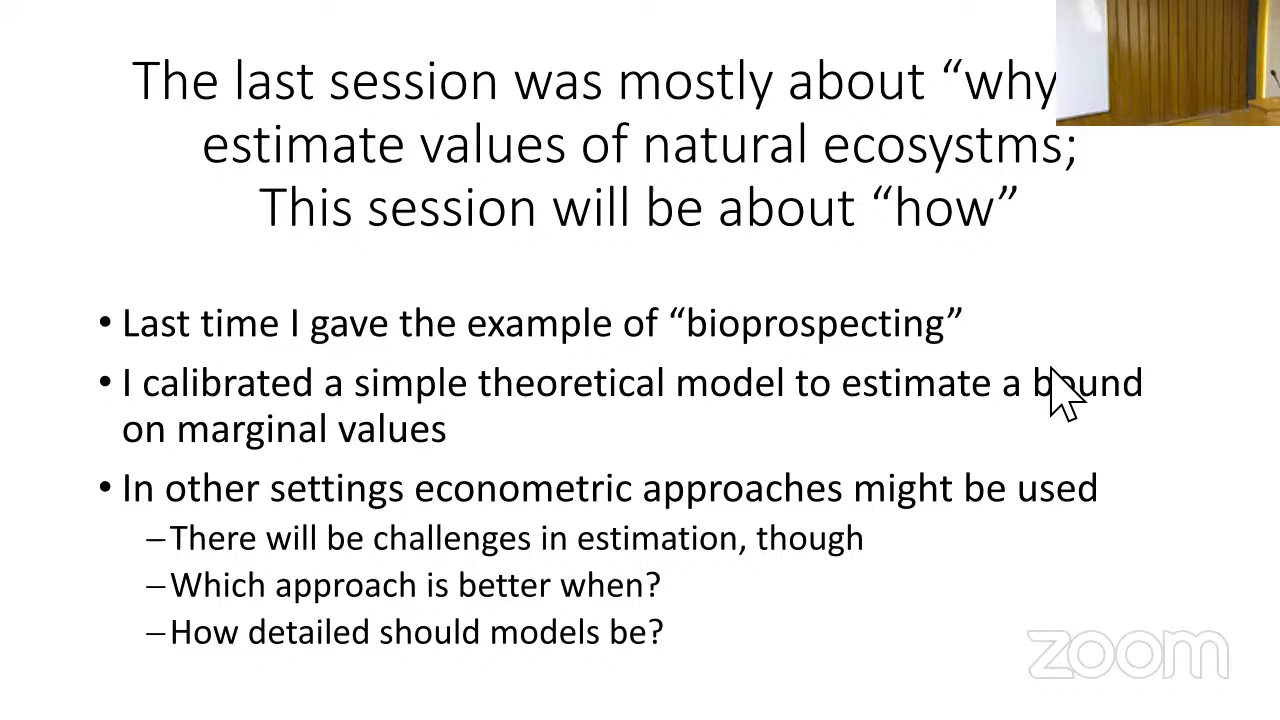 The last session was mostly about “why
estimate values of natural ecosystms;
This session will be about “how”
• Last time I gave the example of “bioprospecting”
• I calibrated a simple theoretical model to estimate a bound
on marginal values
• In other settings econometric approaches might be used
–There will be challenges in estimation, though
–Which approach is better when?
–How detailed should models be?
zoom